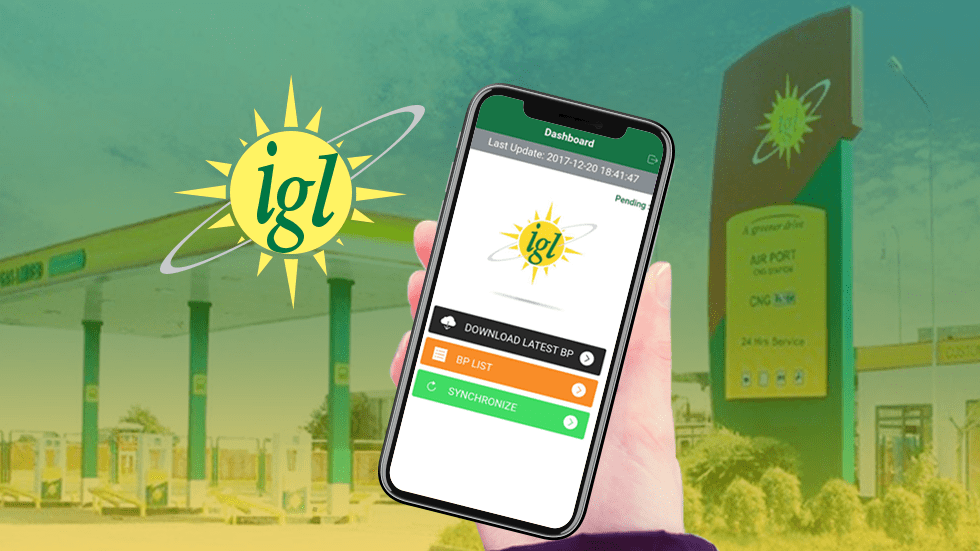 igl
Dashboard
Last Update: 2017-12-20 18:41:47
Pending :
igl
DOWNLOAD LATEST BP
BP LIST
SYNCHRONIZE
igl
A greener drive
AIR PORT
CNG STATION
CNG
24 Hrs Service